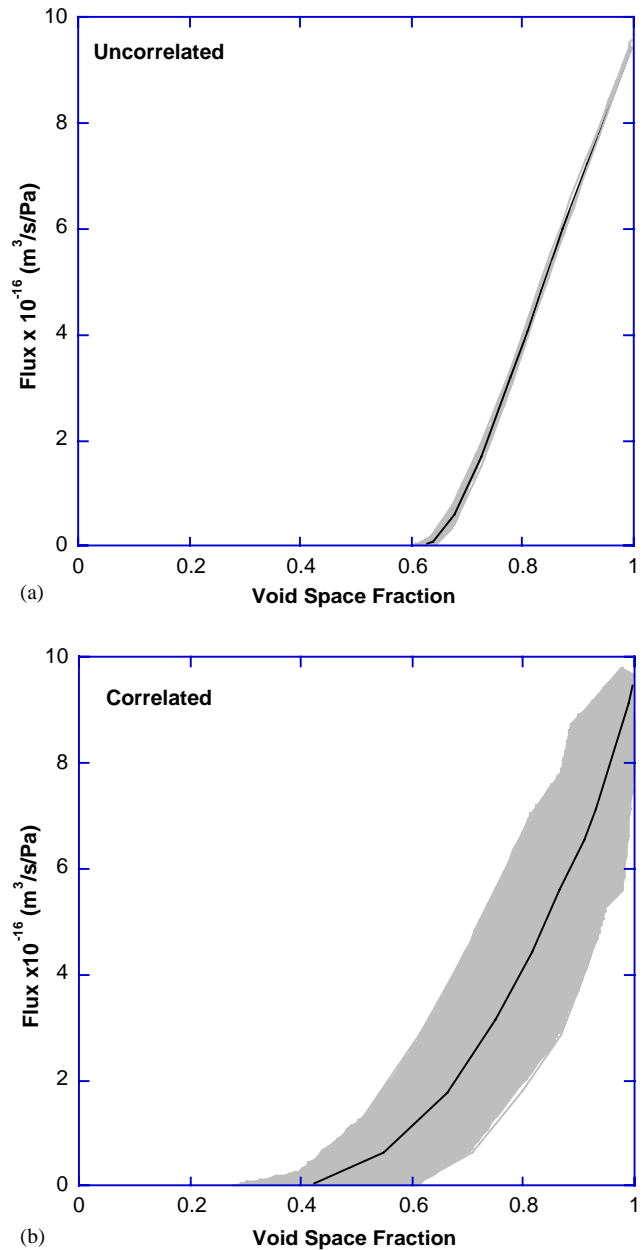 10
Uncorrelated
8
6
4
2
0
Flux x 10⁻¹⁶ (m³/s/Pa)
0 0.2 0.4 0.6 0.8 1
(a)
Void Space Fraction
10
Correlated
8
6
4
2
0
Flux x10⁻¹⁶ (m³/s/Pa)
0 0.2 0.4 0.6 0.8 1
(b)
Void Space Fraction